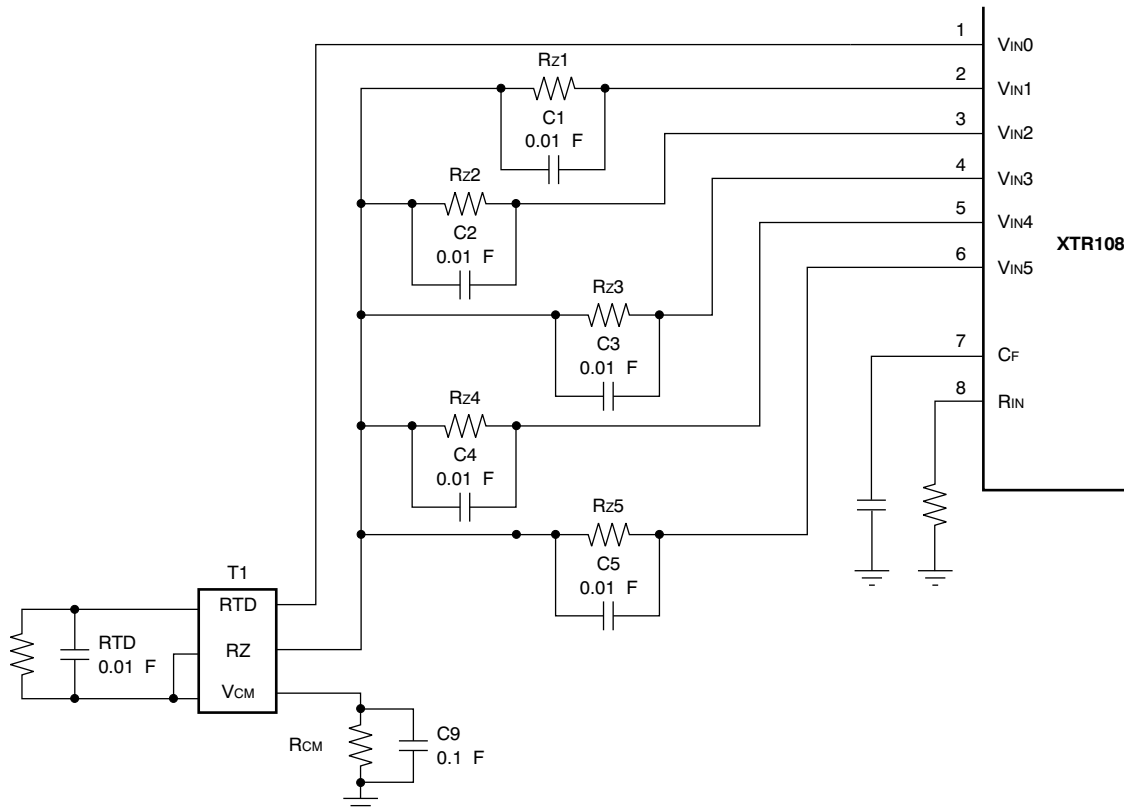 1
VIN0
RZ1
2
VIN1
C1
0.01 F
3
VIN2
4
VIN3
RZ2
5
VIN4
C2
0.01 F
XTR108
6
VIN5
RZ3
C3
0.01 F
7
CF
8
RIN
RZ4
C4
0.01 F
RZ5
C5
0.01 F
T1
RTD
RTD
0.01 F
RZ
VCM
RCM
C9
0.1 F